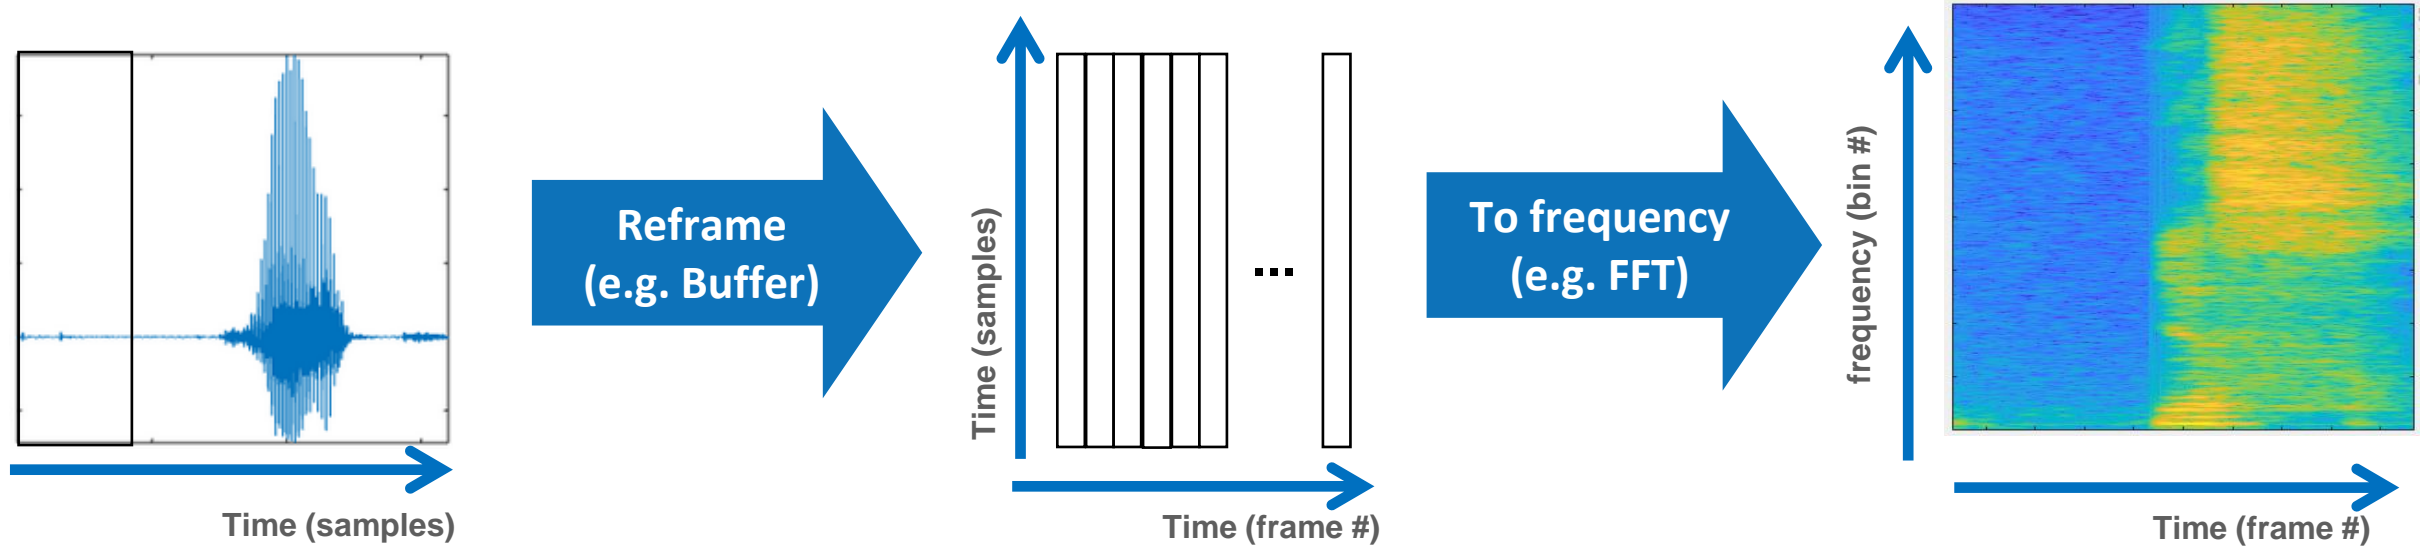 Time (samples)
Reframe
(e.g. Buffer)
Time (samples)
...
Time (frame #)
To frequency
(e.g. FFT)
frequency (bin #)
Time (frame #)